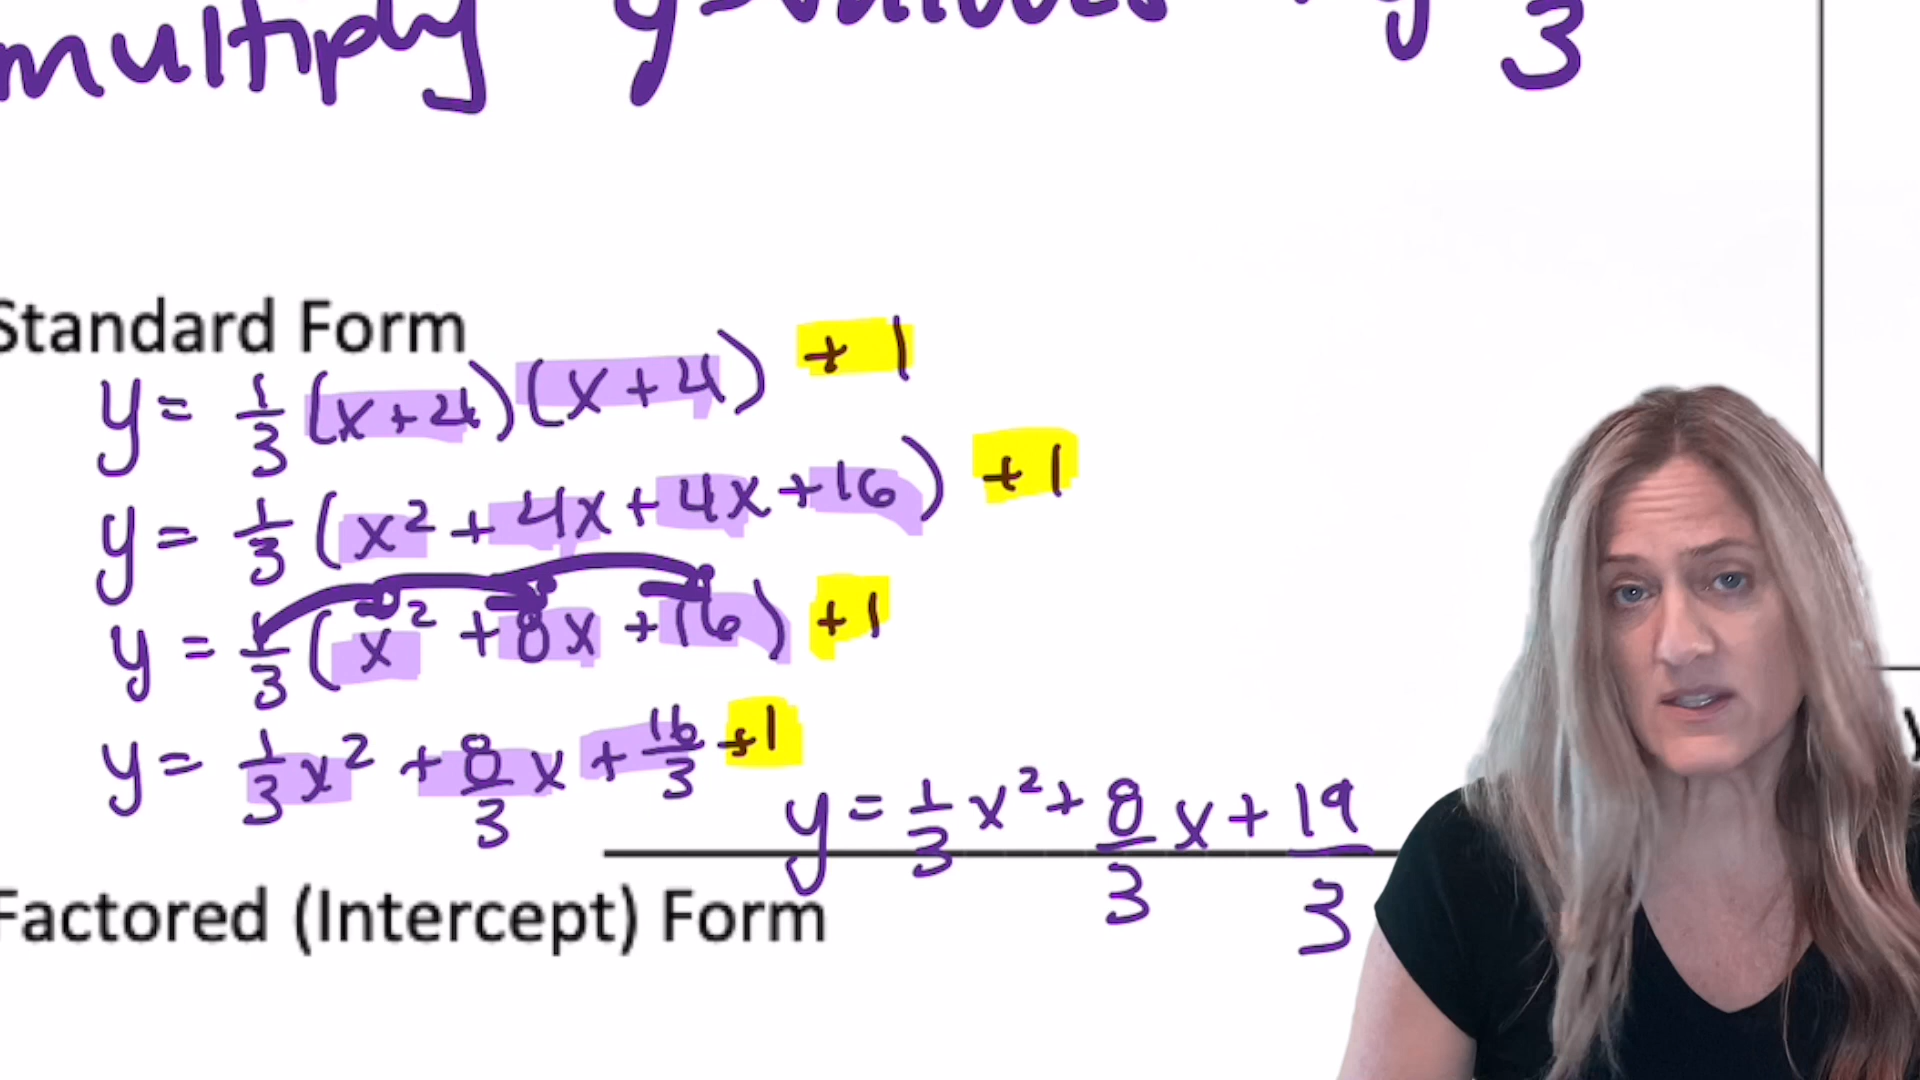 multiply y-values
3
Standard Form
y = 1/3 (x+4)(x+4) + 1
y = 1/3 (x² + 4x + 4x + 16) + 1
y = 1/3 (x² + 8x + 16) + 1
y = 1/3 x² + 8/3 x + 16/3 + 1
y = 1/3 x² + 8/3 x + 19/3
Factored (Intercept) Form